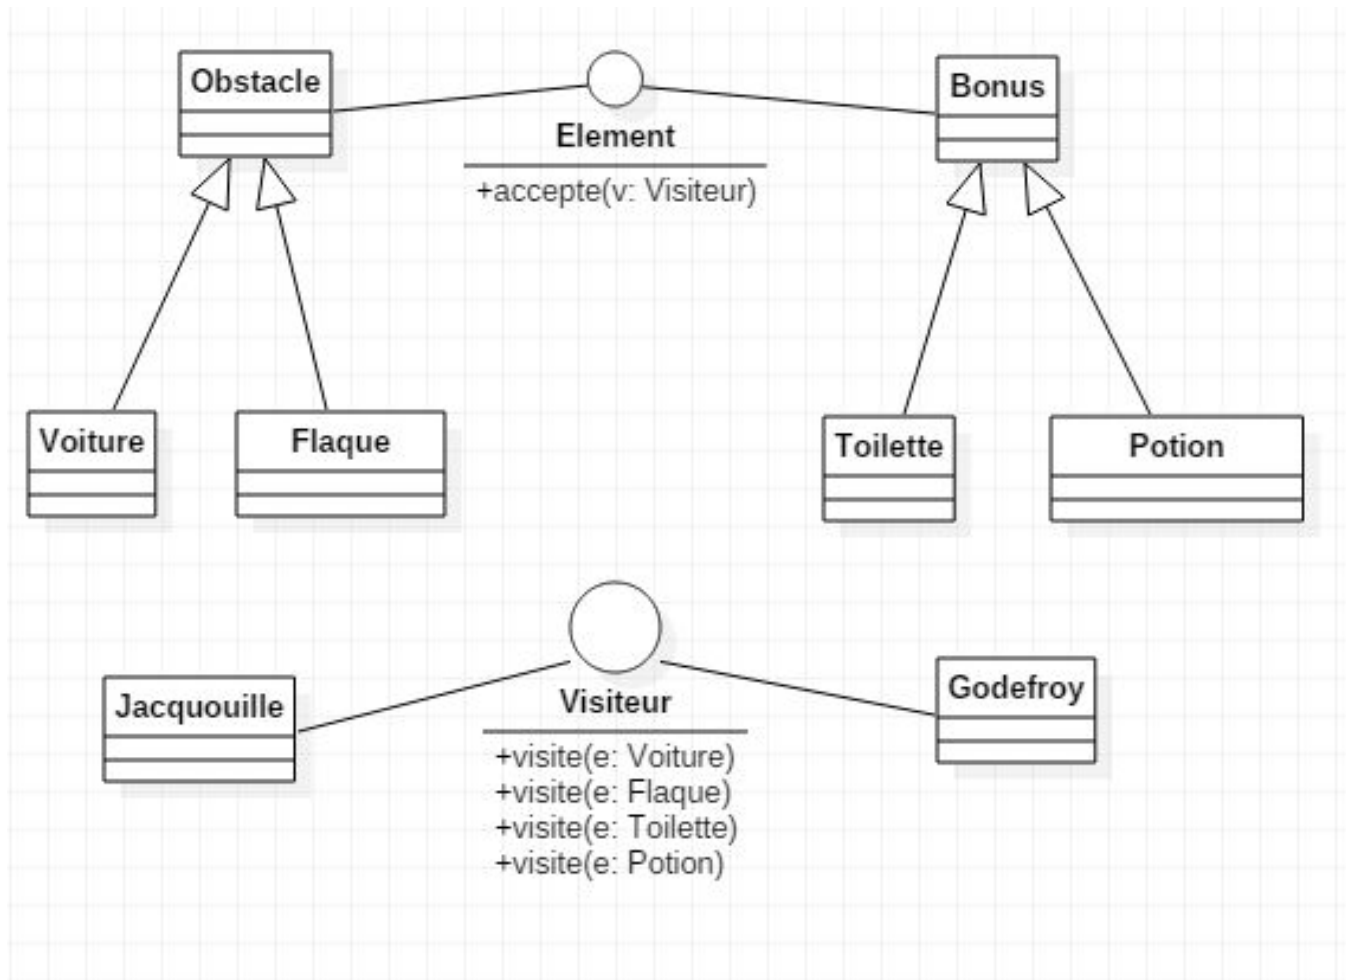 Obstacle
Bonus
Element
+accepte(v: Visiteur)
Voiture
Flaque
Toilette
Potion
Jacquouille
Visiteur
Godefroy
+visite(e: Voiture)
+visite(e: Flaque)
+visite(e: Toilette)
+visite(e: Potion)